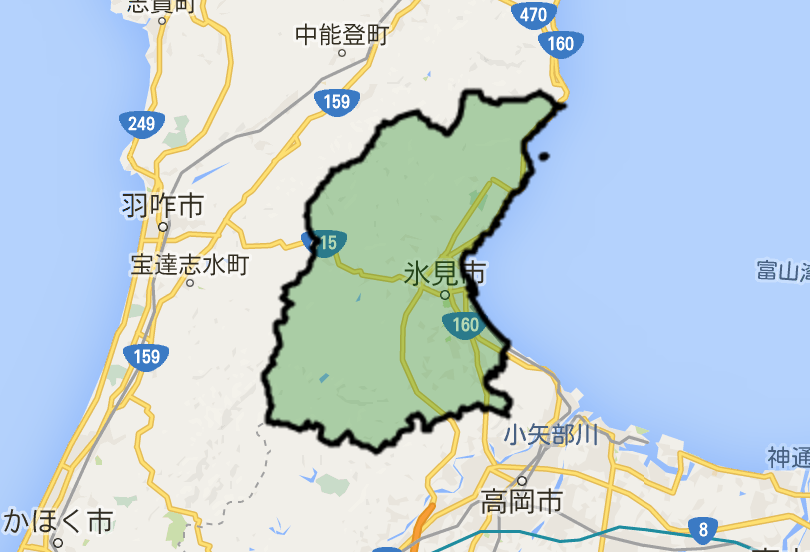 志賀町
470
中能登町
160
159
249
羽咋市
15
宝達志水町
氷見市
富山湾
160
159
小矢部川
神通
高岡市
かほく市
8